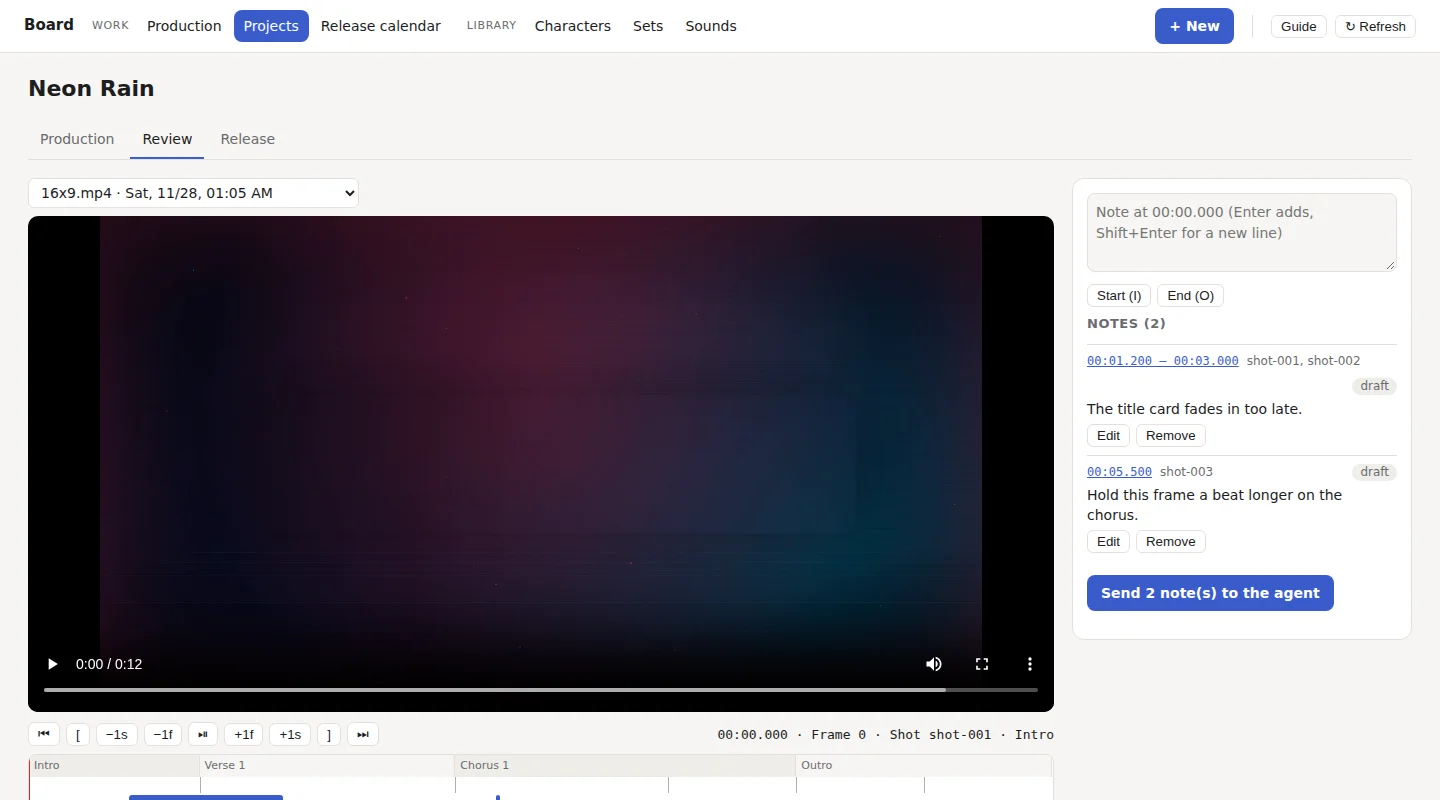 Board WORK Production Projects Release calendar LIBRARY Characters Sets Sounds + New Guide ↻ Refresh
Neon Rain
Production Review Release
16x9.mp4 · Sat, 11/28, 01:05 AM
0:00 / 0:12
⏮ [ −1s −1f ⏯ +1f +1s ] ⏭ 00:00.000 · Frame 0 · Shot shot-001 · Intro
Intro Verse 1 Chorus 1 Outro
Note at 00:00.000 (Enter adds,
Shift+Enter for a new line)
Start (I) End (O)
NOTES (2)
00:01.200 – 00:03.000 shot-001, shot-002
draft
The title card fades in too late.
Edit Remove
00:05.500 shot-003 draft
Hold this frame a beat longer on the
chorus.
Edit Remove
Send 2 note(s) to the agent